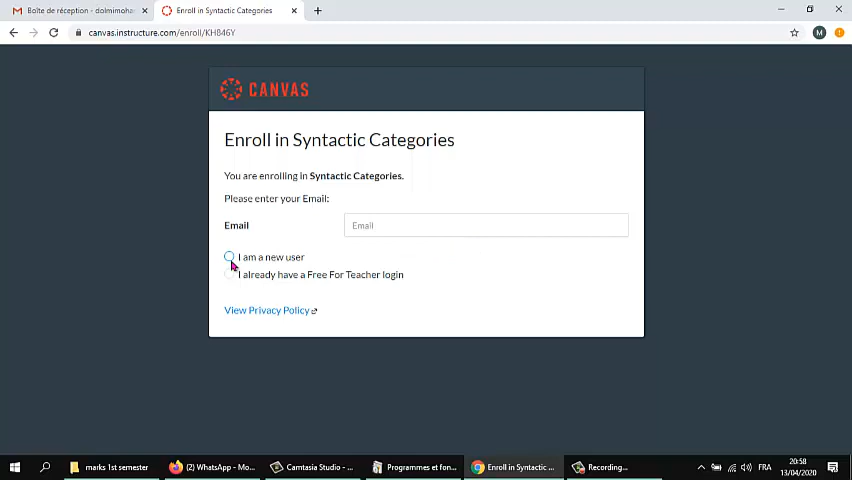 Boîte de réception - dolmimoha
Enroll in Syntactic Categories
canvas.instructure.com/enroll/KH846Y
M
CANVAS
Enroll in Syntactic Categories
You are enrolling in Syntactic Categories.
Please enter your Email:
Email
Email
I am a new user
I already have a Free For Teacher login
View Privacy Policy
marks 1st semester
(2) WhatsApp - Mo...
Camtasia Studio - ...
Programmes et fon...
Enroll in Syntactic ...
Recording...
FRA
20:58
13/04/2020